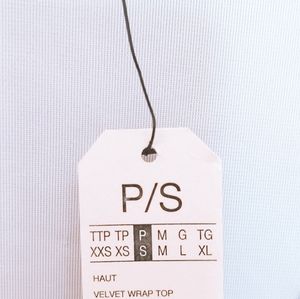 P/S
TTP TP P M G TG
XXS XS S M L XL
HAUT
VELVET WRAP TOP